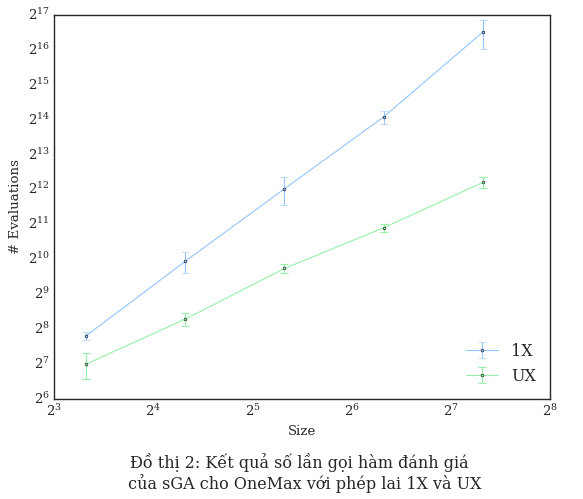 2^17
2^16
2^15
2^14
2^13
2^12
2^11
2^10
2^9
2^8
2^7
2^6
# Evaluations
1X
UX
2^3 2^4 2^5 2^6 2^7 2^8
Size
Đồ thị 2: Kết quả số lần gọi hàm đánh giá
của sGA cho OneMax với phép lai 1X và UX